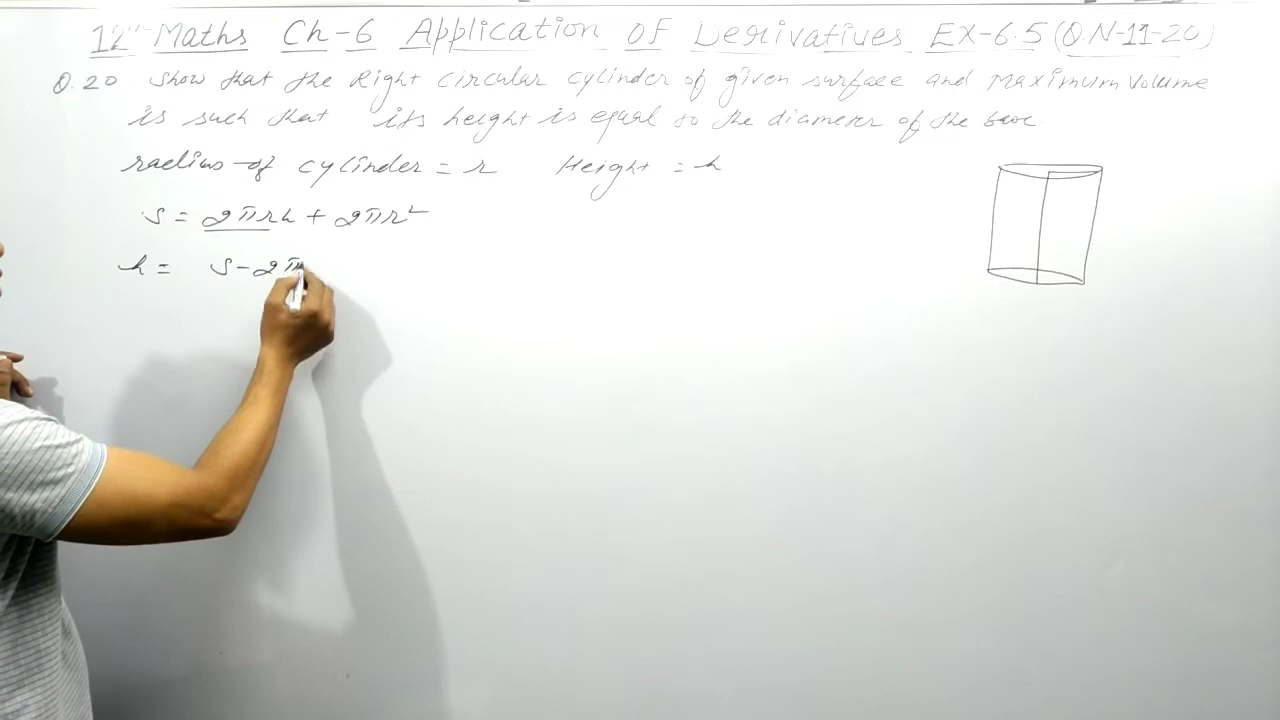 12th Maths Ch-6 Application OF Derivatives EX-6.5 (Q.N-11-20)
Q.20 Show that the Right circular cylinder of given surface and Maximum Volume
is such that its height is equal to the diameter of the base.
radius of cylinder = r Height = h
S = 2πrh + 2πr²
h = S-2π